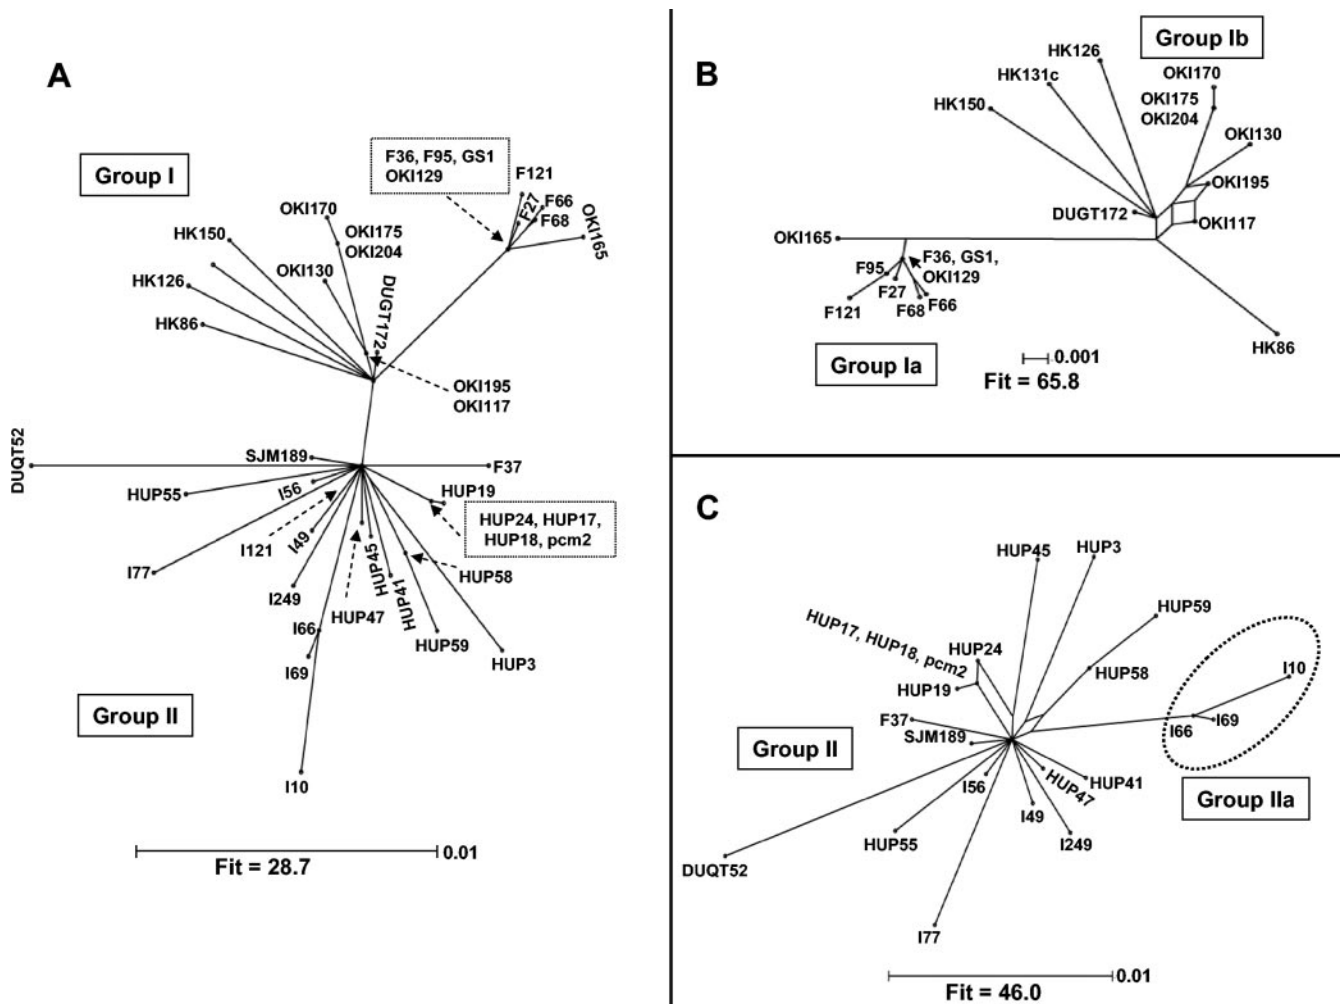 A
Group I
F36, F95, GS1
OKI129
F121
F27
F66
F68
OKI165
OKI170
OKI175
OKI204
HK150
OKI130
HK126
HK86
DUGT172
OKI195
OKI117
DUQT52
SJM189
F37
HUP55
I56
HUP19
HUP24, HUP17,
HUP18, pcm2
I121
I49
I77
HUP45
HUP58
I249
HUP47
HUP41
I66
HUP59
HUP3
I69
Group II
I10
0.01
Fit = 28.7
B
Group Ib
HK126
OKI170
HK131c
OKI175
OKI204
HK150
OKI130
OKI195
DUGT172
OKI117
OKI165
F36, GS1,
OKI129
F95
F27
F66
F121
F68
HK86
Group Ia
0.001
Fit = 65.8
C
HUP45
HUP3
HUP59
HUP17, HUP18, pcm2
HUP24
HUP58
I10
HUP19
F37
I69
I66
SJM189
Group II
HUP41
HUP47
I56
Group IIa
I49
HUP55
I249
DUQT52
I77
0.01
Fit = 46.0